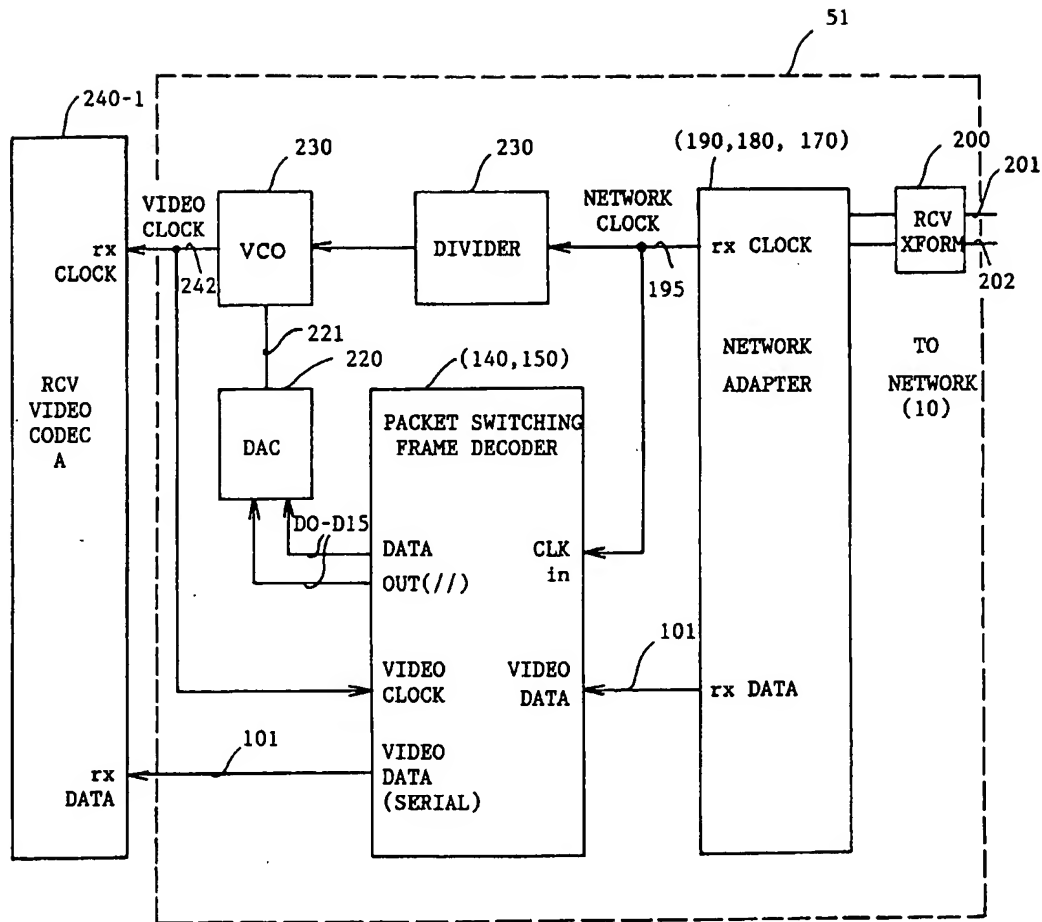 51
240-1
230
230
(190,180, 170)
200
201
VIDEO
CLOCK
NETWORK
CLOCK
rx
CLOCK
VCO
DIVIDER
rx CLOCK
RCV
XFORM
242
195
202
221
220
(140,150)
NETWORK
ADAPTER
TO
NETWORK
(10)
RCV
VIDEO
CODEC
A
DAC
PACKET SWITCHING
FRAME DECODER
DO-D15
DATA
OUT(//)
CLK
in
101
VIDEO
CLOCK
VIDEO
DATA
rx DATA
101
VIDEO
DATA
(SERIAL)
rx
DATA